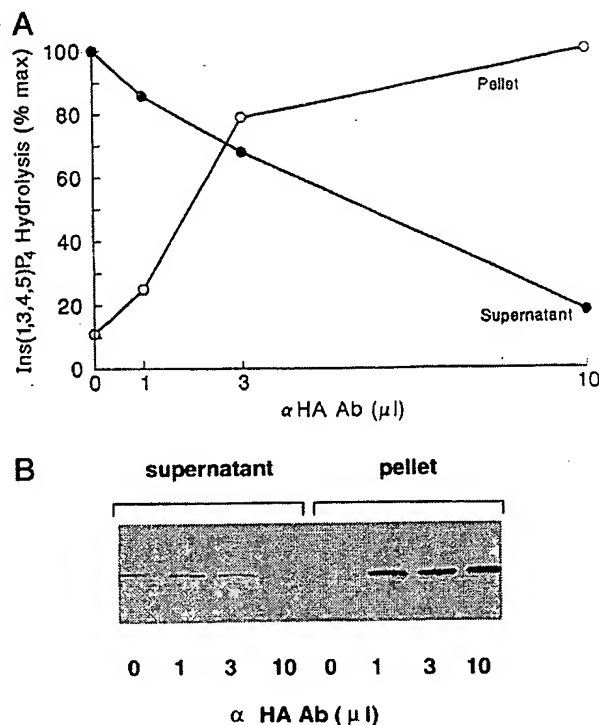 A
Ins(1,3,4,5)P₄ Hydrolysis (% max)
100
80
60
40
20
0
Pellet
Supernatant
0 1 3 10
α HA Ab (μl)
B
supernatant pellet
0 1 3 10 0 1 3 10
α HA Ab (μl)